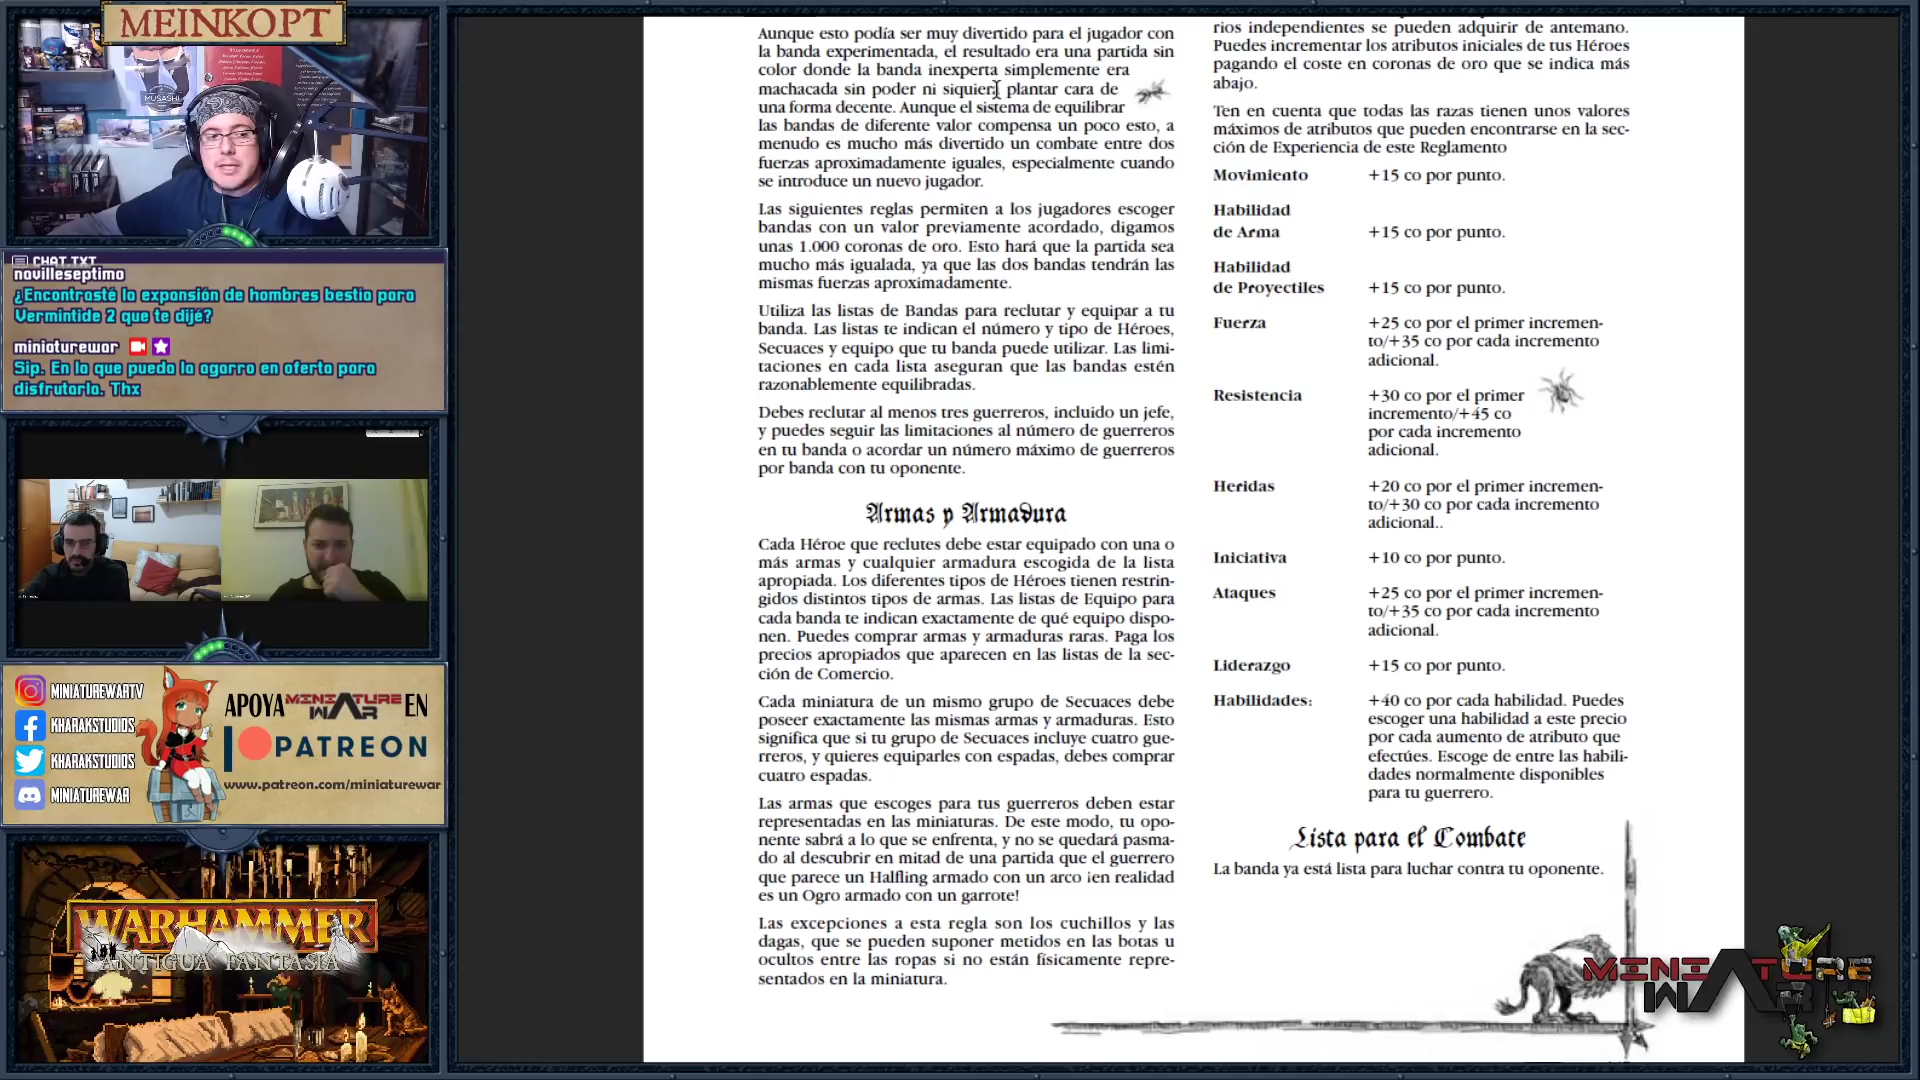 MEINKOPT
MUSASHI
CHAT.TXT
novilleseptimo
¿Encontrasté la expansión de hombres bestia para
Vermintide 2 que te dijé?
miniaturewar
Sip. En lo que pueda la agarro en oferta para
disfrutarla. Thx
MINIATUREWARTV
KHARAKSTUDIOS
KHARAKSTUDIOS
MINIATUREWAR
APOYA MINIATURE WAR EN
PATREON
www.patreon.com/miniaturewar
WARHAMMER
ANTIGUA FANTASIA
Aunque esto podía ser muy divertido para el jugador con
la banda experimentada, el resultado era una partida sin
color donde la banda inexperta simplemente era
machacada sin poder ni siquiera plantar cara de
una forma decente. Aunque el sistema de equilibrar
las bandas de diferente valor compensa un poco esto, a
menudo es mucho más divertido un combate entre dos
fuerzas aproximadamente iguales, especialmente cuando
se introduce un nuevo jugador.
Las siguientes reglas permiten a los jugadores escoger
bandas con un valor previamente acordado, digamos
unas 1.000 coronas de oro. Esto hará que la partida sea
mucho más igualada, ya que las dos bandas tendrán las
mismas fuerzas aproximadamente.
Utiliza las listas de Bandas para reclutar y equipar a tu
banda. Las listas te indican el número y tipo de Héroes,
Secuaces y equipo que tu banda puede utilizar. Las limi-
taciones en cada lista aseguran que las bandas estén
razonablemente equilibradas.
Debes reclutar al menos tres guerreros, incluido un jefe,
y puedes seguir las limitaciones al número de guerreros
en tu banda o acordar un número máximo de guerreros
por banda con tu oponente.
Armas y Armadura
Cada Héroe que reclutes debe estar equipado con una o
más armas y cualquier armadura escogida de la lista
apropiada. Los diferentes tipos de Héroes tienen restrin-
gidos distintos tipos de armas. Las listas de Equipo para
cada banda te indican exactamente de qué equipo dispo-
nen. Puedes comprar armas y armaduras raras. Paga los
precios apropiados que aparecen en las listas de la sec-
ción de Comercio.
Cada miniatura de un mismo grupo de Secuaces debe
poseer exactamente las mismas armas y armaduras. Esto
significa que si tu grupo de Secuaces incluye cuatro gue-
rreros, y quieres equiparles con espadas, debes comprar
cuatro espadas.
Las armas que escoges para tus guerreros deben estar
representadas en las miniaturas. De este modo, tu opo-
nente sabrá a lo que se enfrenta, y no se quedará pasma-
do al descubrir en mitad de una partida que el guerrero
que parece un Halfling armado con un arco ¡en realidad
es un Ogro armado con un garrote!
Las excepciones a esta regla son los cuchillos y las
dagas, que se pueden suponer metidos en las botas u
ocultos entre las ropas si no están físicamente repre-
sentados en la miniatura.
rios independientes se pueden adquirir de antemano.
Puedes incrementar los atributos iniciales de tus Héroes
pagando el coste en coronas de oro que se indica más
abajo.
Ten en cuenta que todas las razas tienen unos valores
máximos de atributos que pueden encontrarse en la sec-
ción de Experiencia de este Reglamento
Movimiento +15 co por punto.
Habilidad
de Arma +15 co por punto.
Habilidad
de Proyectiles +15 co por punto.
Fuerza +25 co por el primer incremen-
to/+35 co por cada incremento
adicional.
Resistencia +30 co por el primer
incremento/+45 co
por cada incremento
adicional.
Heridas +20 co por el primer incremen-
to/+30 co por cada incremento
adicional..
Iniciativa +10 co por punto.
Ataques +25 co por el primer incremen-
to/+35 co por cada incremento
adicional.
Liderazgo +15 co por punto.
Habilidades: +40 co por cada habilidad. Puedes
escoger una habilidad a este precio
por cada aumento de atributo que
efectúes. Escoge de entre las habili-
dades normalmente disponibles
para tu guerrero.
Lista para el Combate
La banda ya está lista para luchar contra tu oponente.
MINIATURE
WAR